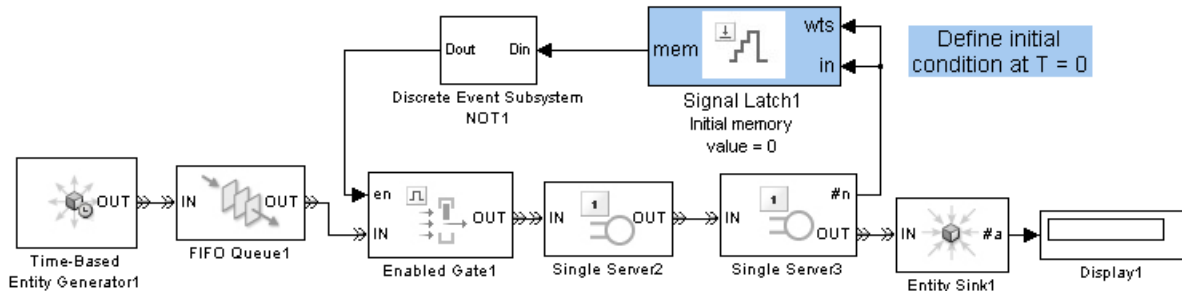 wts
mem
in
Define initial
condition at T = 0
Dout
Din
Discrete Event Subsystem
NOT1
Signal Latch1
Initial memory
value = 0
OUT
Time-Based
Entity Generator1
IN
OUT
FIFO Queue1
en
IN
OUT
Enabled Gate1
IN
1
OUT
Single Server2
IN
1
#n
OUT
Single Server3
IN
#a
Entity Sink1
Display1